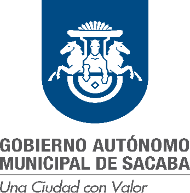 GOBIERNO AUTÓNOMO
MUNICIPAL DE SACABA
Una Ciudad con Valor